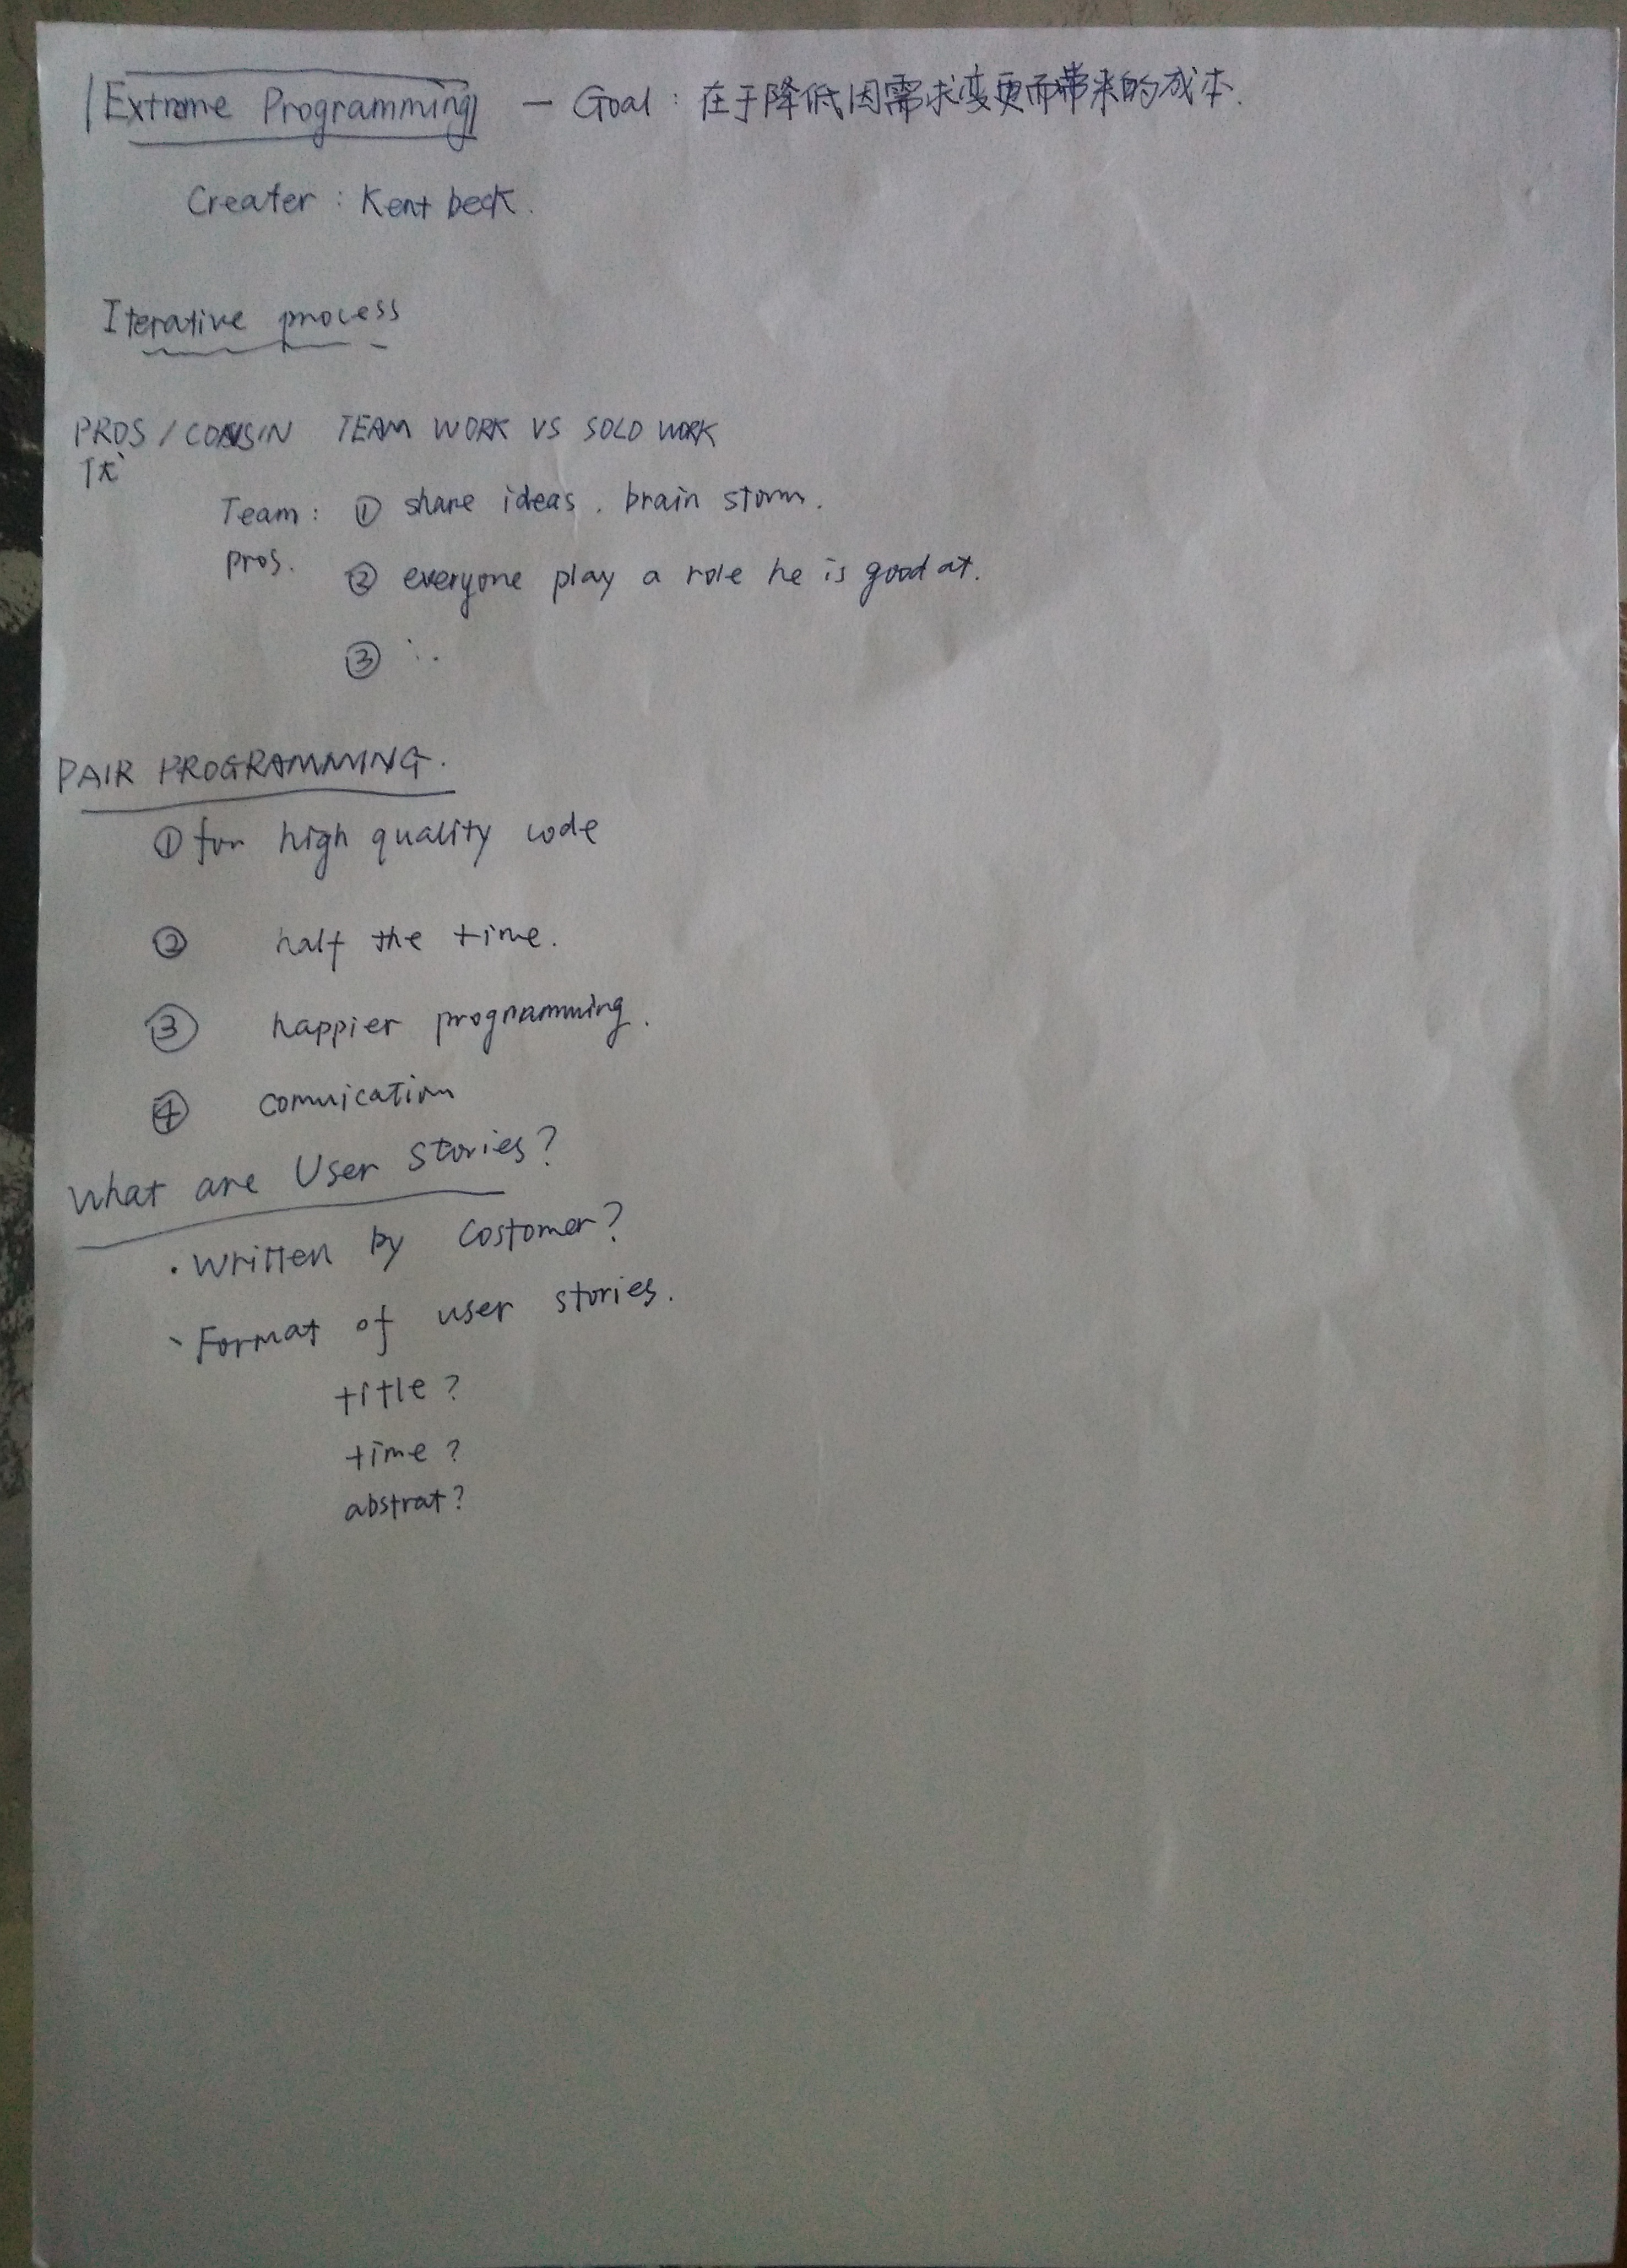 Extreme Programming — Goal: 在于降低因需求变更而带来的成本.
Creater: Kent beck.
Iterative process
PROS / CONS IN TEAM WORK VS SOLO WORK
优
Team: ① share ideas. brain storm.
pros. ② everyone play a role he is good at.
③ ∵.
PAIR PROGRAMMING.
① for high quality code
② half the time.
③ happier programming.
④ comuication
What are User stories?
· Written by Costomer?
· Format of user stories.
title?
time?
abstrat?